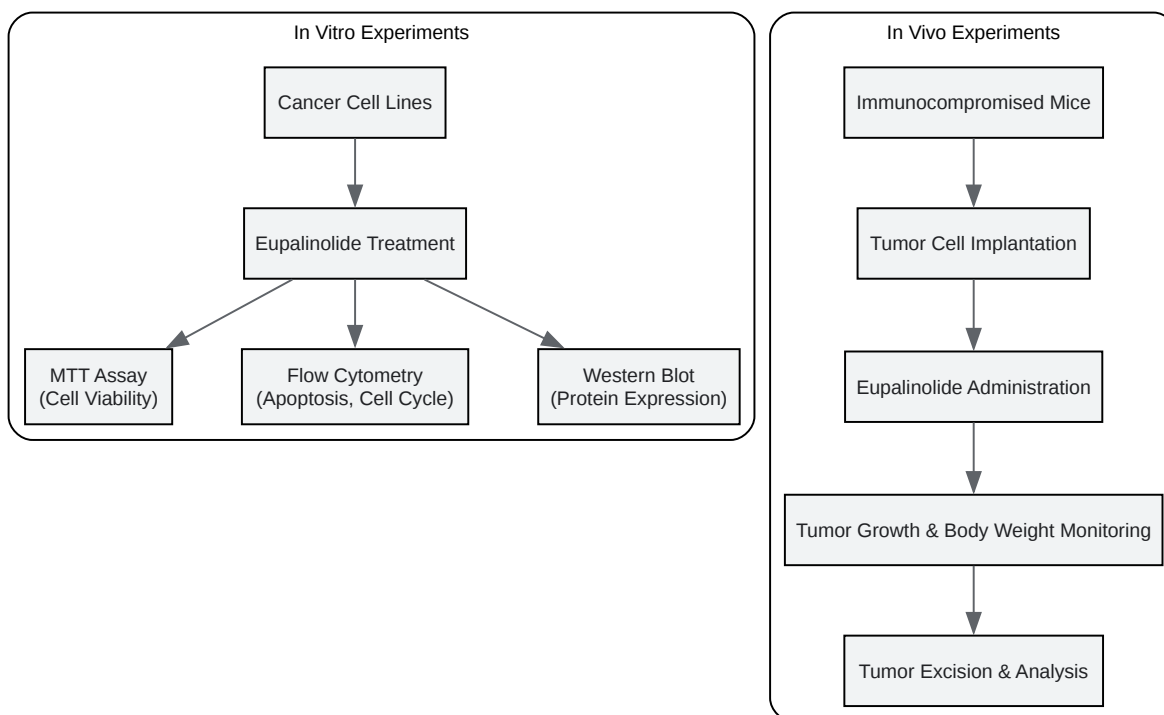 In Vitro Experiments
Cancer Cell Lines
Eupalinolide Treatment
MTT Assay
(Cell Viability)
Flow Cytometry
(Apoptosis, Cell Cycle)
Western Blot
(Protein Expression)
In Vivo Experiments
Immunocompromised Mice
Tumor Cell Implantation
Eupalinolide Administration
Tumor Growth & Body Weight Monitoring
Tumor Excision & Analysis